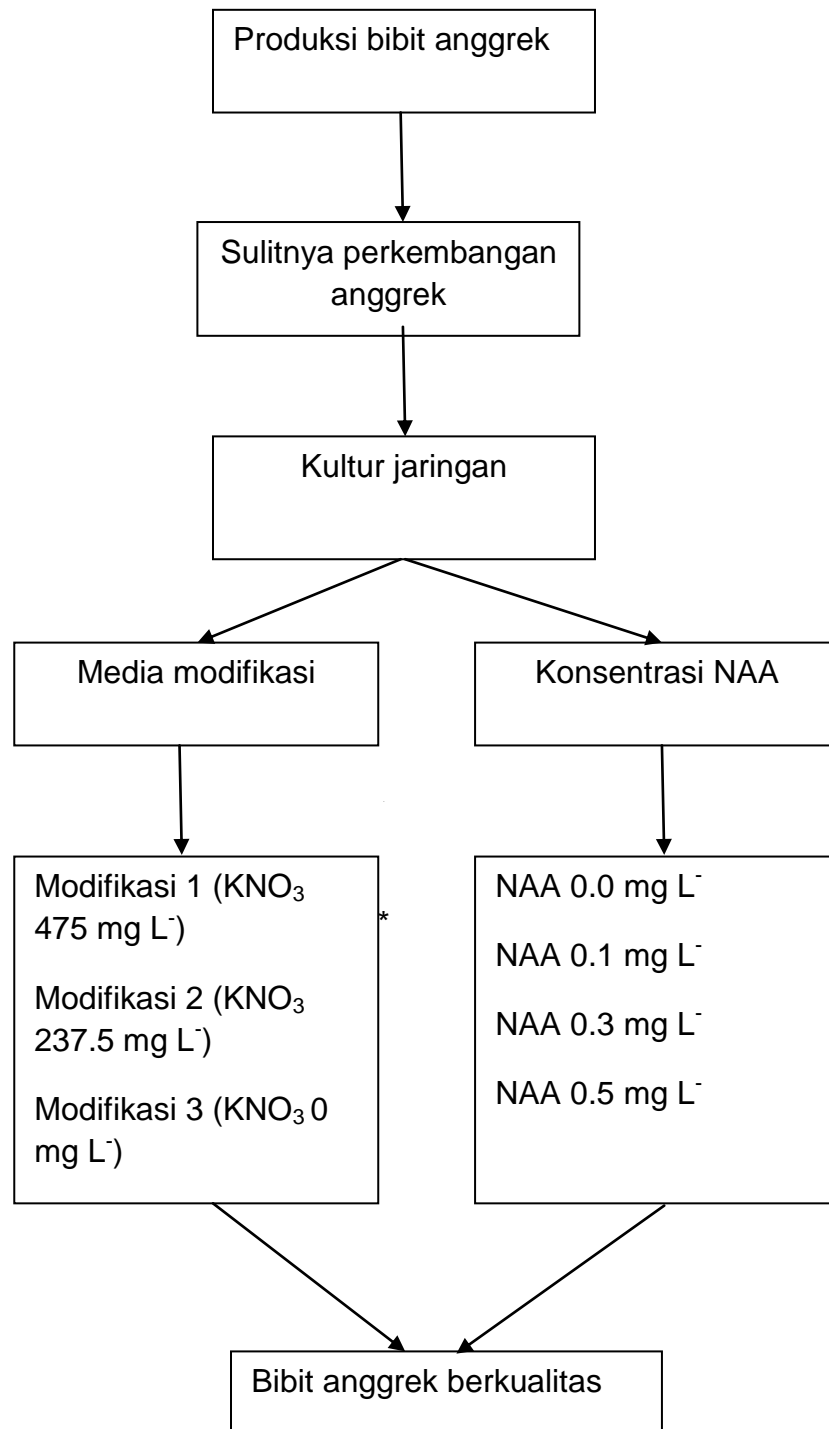 Produksi bibit anggrek
Sulitnya perkembangan
anggrek
Kultur jaringan
Media modifikasi
Konsentrasi NAA
Modifikasi 1 (KNO₃
475 mg L⁻)
*
Modifikasi 2 (KNO₃
237.5 mg L⁻)
Modifikasi 3 (KNO₃ 0
mg L⁻)
NAA 0.0 mg L⁻
NAA 0.1 mg L⁻
NAA 0.3 mg L⁻
NAA 0.5 mg L⁻
Bibit anggrek berkualitas